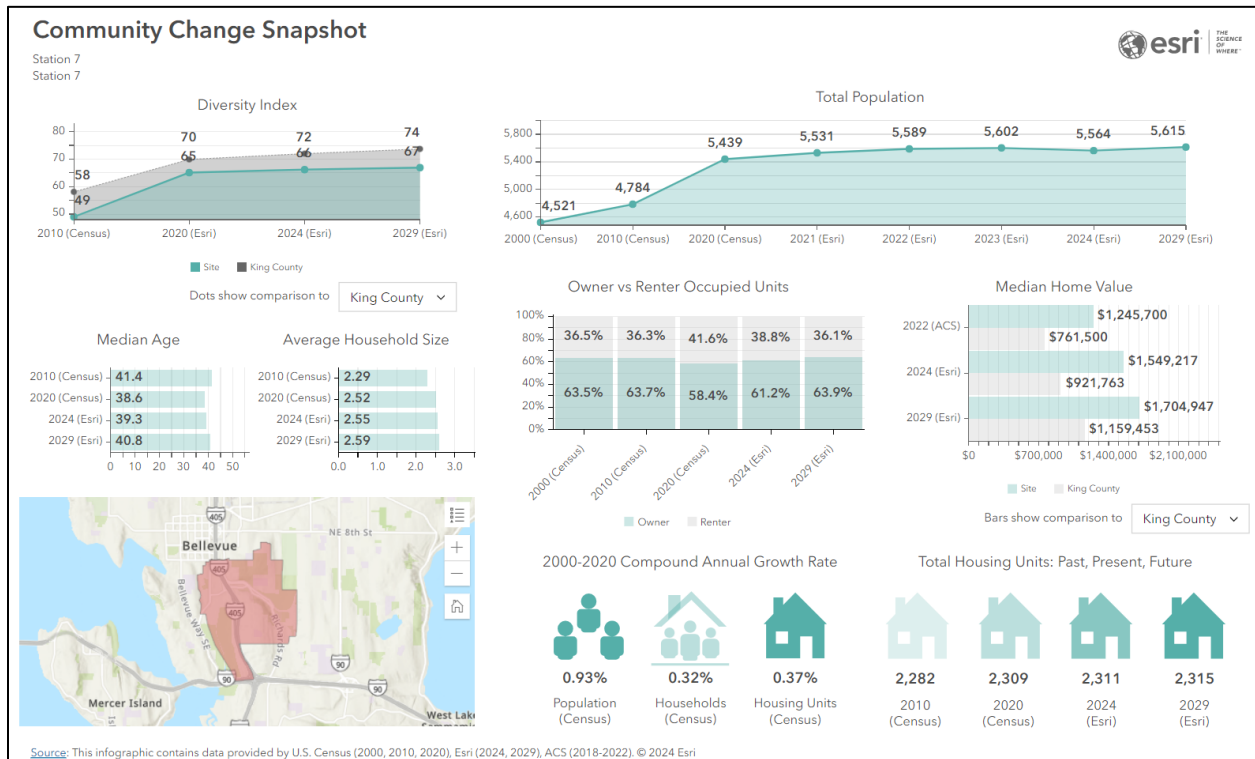 Community Change Snapshot
Station 7
Station 7
esri
THE
SCIENCE
OF
WHERE™
Diversity Index
80
70
60
50
58
70
72
74
49
65
66
67
2010 (Census) 2020 (Esri) 2024 (Esri) 2029 (Esri)
Site King County
Dots show comparison to King County
Total Population
5,800
5,400
5,000
4,600
4,521 4,784 5,439 5,531 5,589 5,602 5,564 5,615
2000 (Census) 2010 (Census) 2020 (Census) 2021 (Esri) 2022 (Esri) 2023 (Esri) 2024 (Esri) 2029 (Esri)
Median Age
2010 (Census) 41.4
2020 (Census) 38.6
2024 (Esri) 39.3
2029 (Esri) 40.8
0 10 20 30 40 50
Average Household Size
2010 (Census) 2.29
2020 (Census) 2.52
2024 (Esri) 2.55
2029 (Esri) 2.59
0.0 1.0 2.0 3.0
Owner vs Renter Occupied Units
100%
80%
60%
40%
20%
0%
36.5% 36.3% 41.6% 38.8% 36.1%
63.5% 63.7% 58.4% 61.2% 63.9%
2000 (Census) 2010 (Census) 2020 (Census) 2024 (Esri) 2029 (Esri)
Owner Renter
Median Home Value
2022 (ACS) $1,245,700
$761,500
2024 (Esri) $1,549,217
$921,763
2029 (Esri) $1,704,947
$1,159,453
$0 $700,000 $1,400,000 $2,100,000
Site King County
Bars show comparison to King County
405
NE 8th St
Bellevue
405
405
Bellevue Way SE
Richards Rd
90
90
90
Mercer Island
West Lake
2000-2020 Compound Annual Growth Rate
0.93% 0.32% 0.37%
Population Households Housing Units
(Census) (Census) (Census)
Total Housing Units: Past, Present, Future
2,282 2,309 2,311 2,315
2010 2020 2024 2029
(Census) (Census) (Esri) (Esri)
Source: This infographic contains data provided by U.S. Census (2000, 2010, 2020), Esri (2024, 2029), ACS (2018-2022). © 2024 Esri